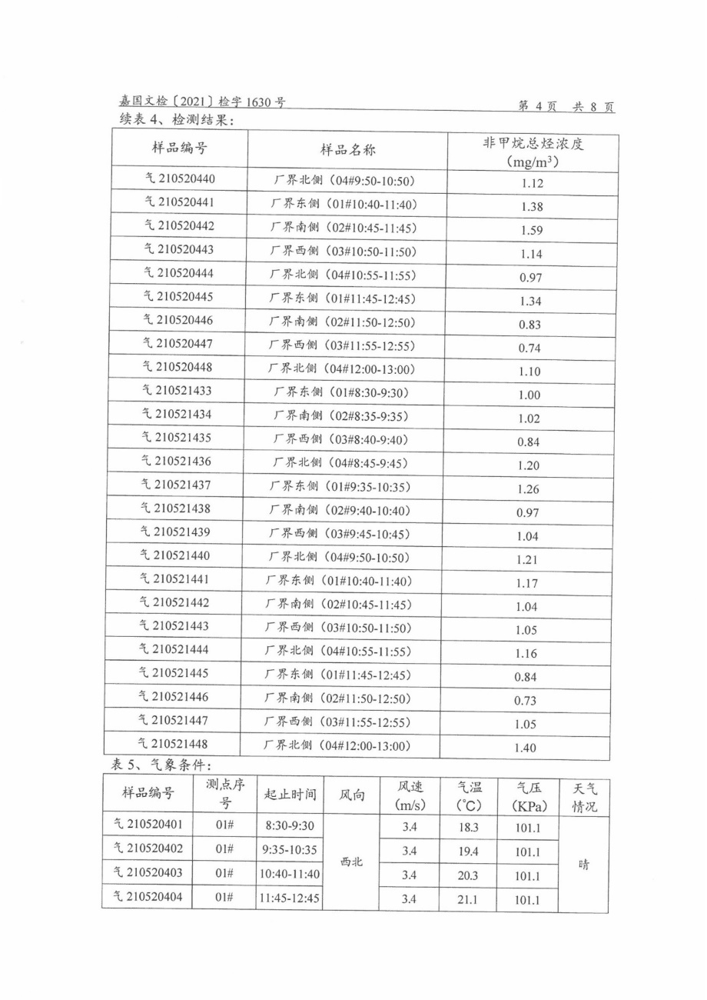 嘉国文检〔2021〕检字 1630 号 第 4 页 共 8 页
续表 4、检测结果:
样品编号 样品名称 非甲烷总烃浓度
（mg/m³）
气 210520440 厂界北侧（04#9:50-10:50） 1.12
气 210520441 厂界东侧（01#10:40-11:40） 1.38
气 210520442 厂界南侧（02#10:45-11:45） 1.59
气 210520443 厂界西侧（03#10:50-11:50） 1.14
气 210520444 厂界北侧（04#10:55-11:55） 0.97
气 210520445 厂界东侧（01#11:45-12:45） 1.34
气 210520446 厂界南侧（02#11:50-12:50） 0.83
气 210520447 厂界西侧（03#11:55-12:55） 0.74
气 210520448 厂界北侧（04#12:00-13:00） 1.10
气 210521433 厂界东侧（01#8:30-9:30） 1.00
气 210521434 厂界南侧（02#8:35-9:35） 1.02
气 210521435 厂界西侧（03#8:40-9:40） 0.84
气 210521436 厂界北侧（04#8:45-9:45） 1.20
气 210521437 厂界东侧（01#9:35-10:35） 1.26
气 210521438 厂界南侧（02#9:40-10:40） 0.97
气 210521439 厂界西侧（03#9:45-10:45） 1.04
气 210521440 厂界北侧（04#9:50-10:50） 1.21
气 210521441 厂界东侧（01#10:40-11:40） 1.17
气 210521442 厂界南侧（02#10:45-11:45） 1.04
气 210521443 厂界西侧（03#10:50-11:50） 1.05
气 210521444 厂界北侧（04#10:55-11:55） 1.16
气 210521445 厂界东侧（01#11:45-12:45） 0.84
气 210521446 厂界南侧（02#11:50-12:50） 0.73
气 210521447 厂界西侧（03#11:55-12:55） 1.05
气 210521448 厂界北侧（04#12:00-13:00） 1.40
表 5、气象条件:
样品编号 测点序号 起止时间 风向 风速（m/s） 气温（℃） 气压（KPa） 天气情况
气 210520401 01# 8:30-9:30 西北 3.4 18.3 101.1 晴
气 210520402 01# 9:35-10:35 3.4 19.4 101.1
气 210520403 01# 10:40-11:40 3.4 20.3 101.1
气 210520404 01# 11:45-12:45 3.4 21.1 101.1